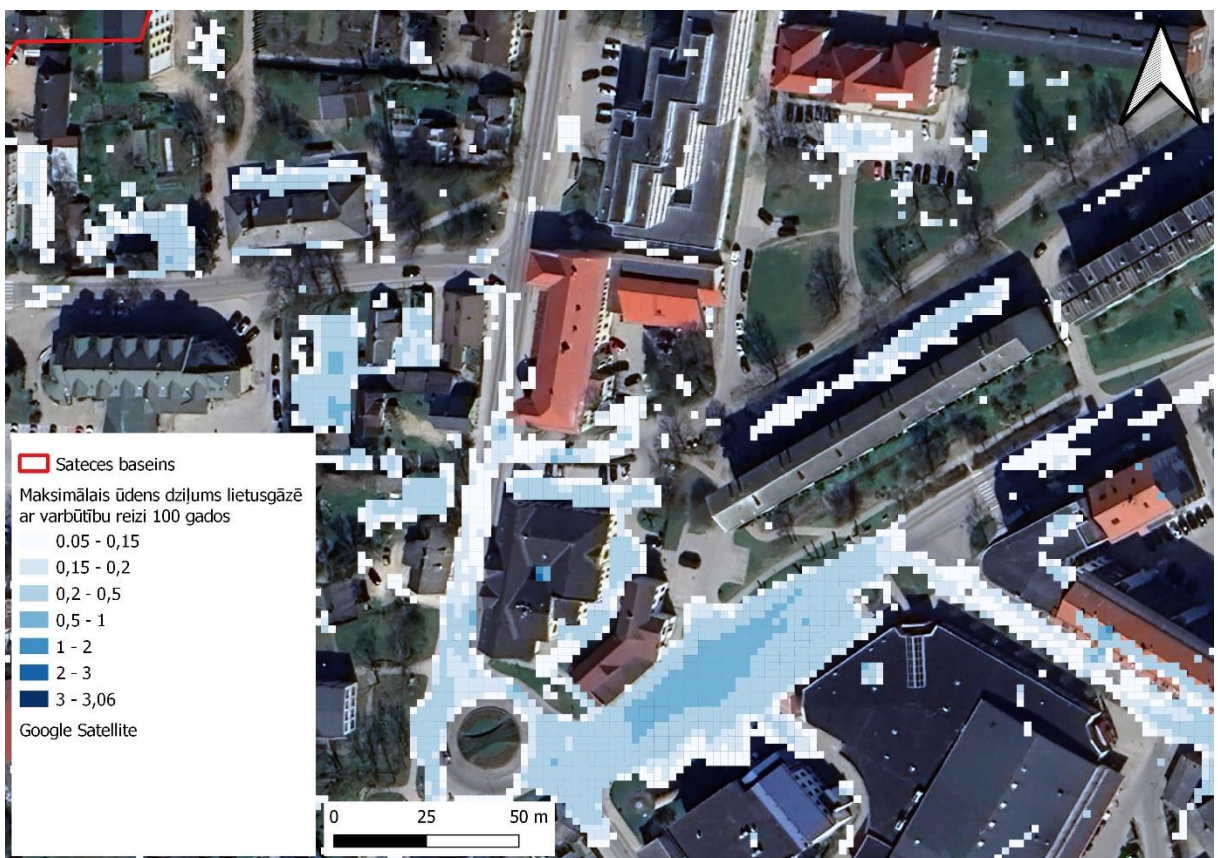 Sateces baseins
Maksimālais ūdens dziļums lietusgāzē
ar varbūtību reizi 100 gados
0.05 - 0,15
0,15 - 0,2
0,2 - 0,5
0,5 - 1
1 - 2
2 - 3
3 - 3,06
Google Satellite
0 25 50 m